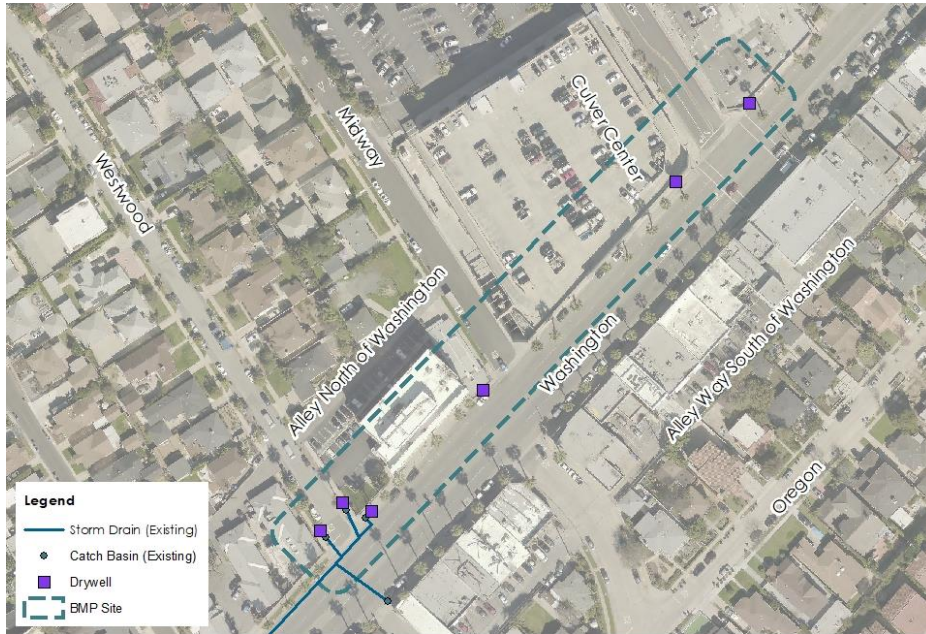 Westwood
Midway
Culver Center
Alley North of Washington
Washington
Alley Way South of Washington
Oregon
Legend
Storm Drain (Existing)
Catch Basin (Existing)
Drywell
BMP Site